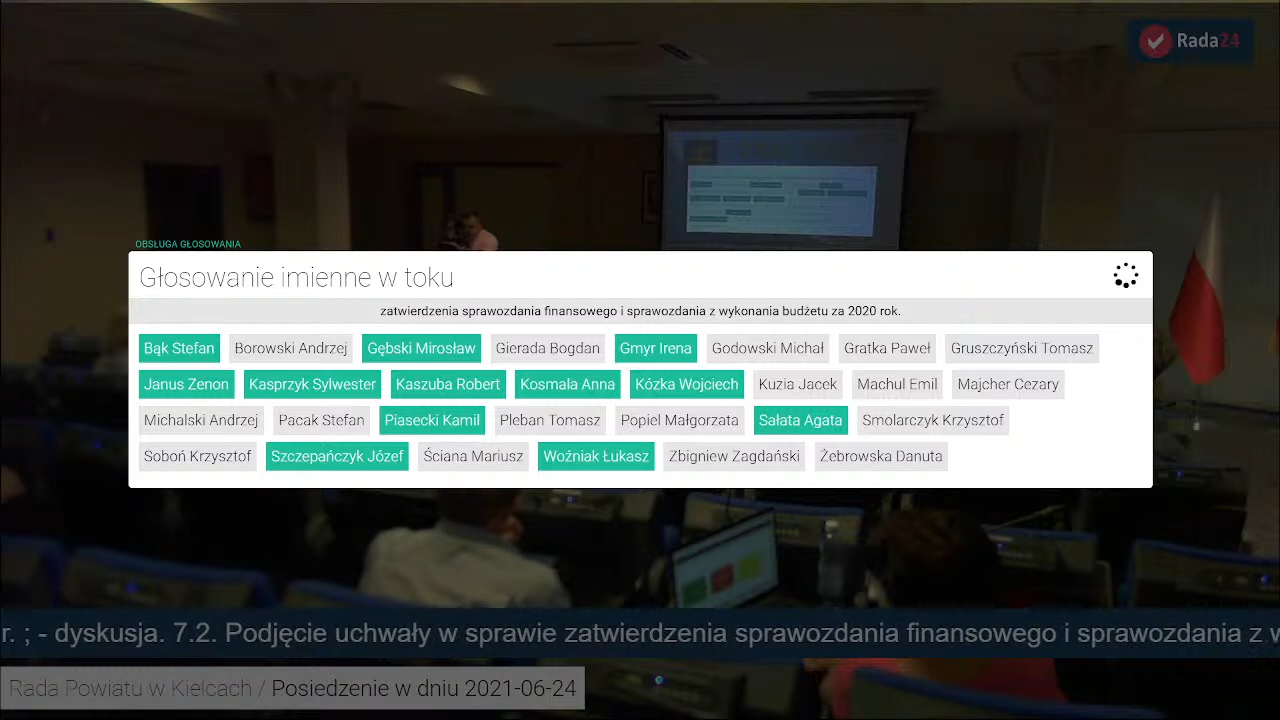 Rada24
OBSŁUGA GŁOSOWANIA
Głosowanie imienne w toku
zatwierdzenia sprawozdania finansowego i sprawozdania z wykonania budżetu za 2020 rok.
Bąk Stefan Borowski Andrzej Gębski Mirosław Gierada Bogdan Gmyr Irena Godowski Michał Gratka Paweł Gruszczyński Tomasz
Janus Zenon Kasprzyk Sylwester Kaszuba Robert Kosmala Anna Kózka Wojciech Kuzia Jacek Machul Emil Majcher Cezary
Michalski Andrzej Pacak Stefan Piasecki Kamil Pleban Tomasz Popiel Małgorzata Sałata Agata Smolarczyk Krzysztof
Soboń Krzysztof Szczepańczyk Józef Ściana Mariusz Woźniak Łukasz Zbigniew Zagdański Żebrowska Danuta
r. ; - dyskusja. 7.2. Podjęcie uchwały w sprawie zatwierdzenia sprawozdania finansowego i sprawozdania z w
Rada Powiatu w Kielcach / Posiedzenie w dniu 2021-06-24